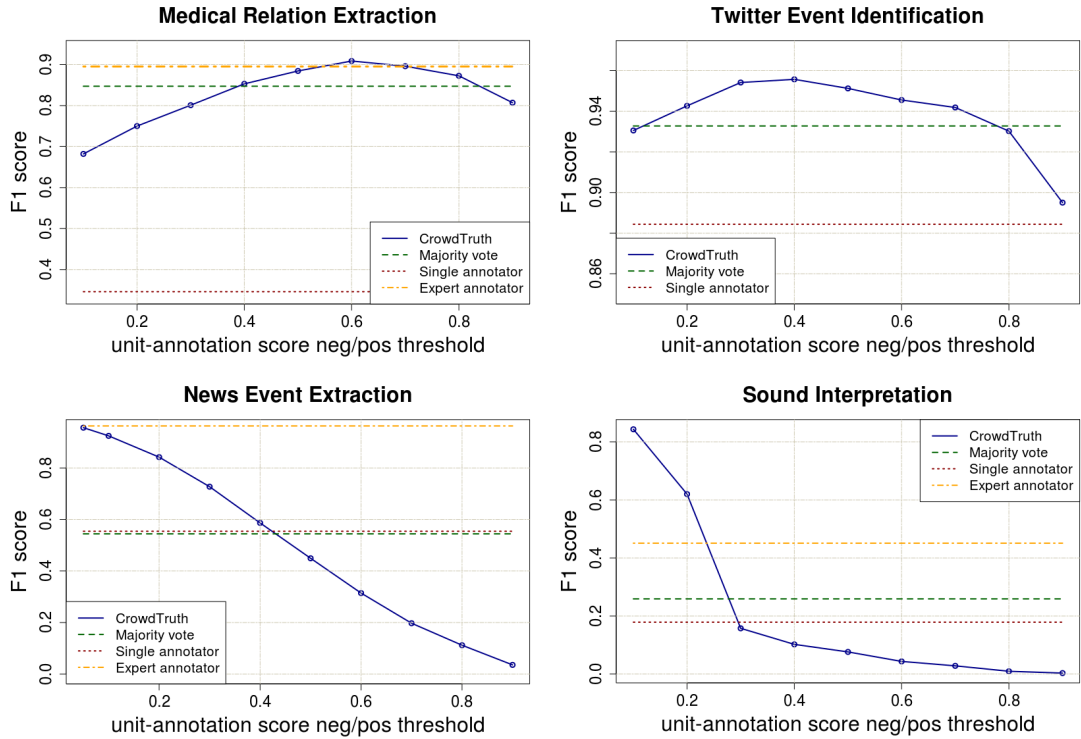 Medical Relation Extraction
F1 score
0.9
0.8
0.7
0.6
0.5
0.4
CrowdTruth
Majority vote
Single annotator
Expert annotator
0.2 0.4 0.6 0.8
unit-annotation score neg/pos threshold
Twitter Event Identification
F1 score
0.94
0.90
0.86
CrowdTruth
Majority vote
Single annotator
0.2 0.4 0.6 0.8
unit-annotation score neg/pos threshold
News Event Extraction
F1 score
0.8
0.6
0.4
0.2
0.0
CrowdTruth
Majority vote
Single annotator
Expert annotator
0.2 0.4 0.6 0.8
unit-annotation score neg/pos threshold
Sound Interpretation
F1 score
0.8
0.6
0.4
0.2
0.0
CrowdTruth
Majority vote
Single annotator
Expert annotator
0.2 0.4 0.6 0.8
unit-annotation score neg/pos threshold